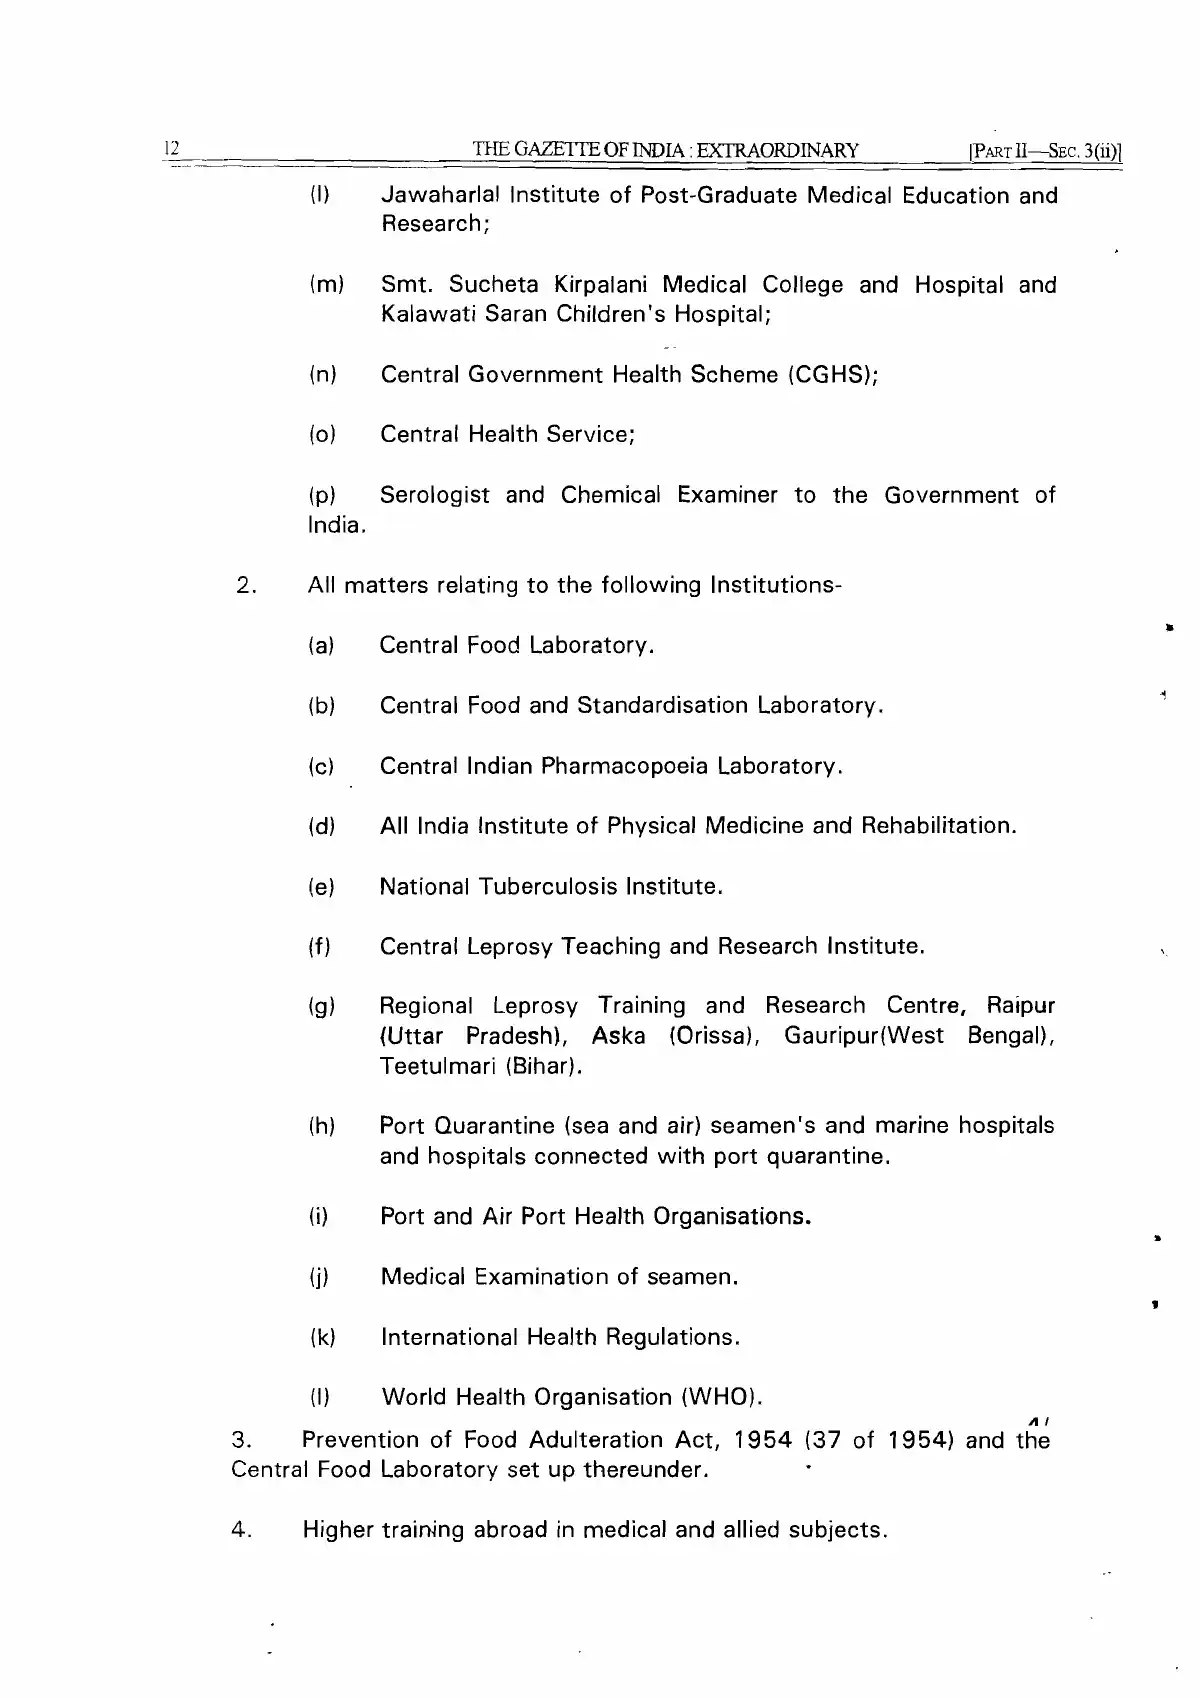 12 THE GAZETTE OF INDIA : EXTRAORDINARY [PART II—SEC. 3(ii)]
(l) Jawaharlal Institute of Post-Graduate Medical Education and
Research;
(m) Smt. Sucheta Kirpalani Medical College and Hospital and
Kalawati Saran Children's Hospital;
(n) Central Government Health Scheme (CGHS);
(o) Central Health Service;
(p) Serologist and Chemical Examiner to the Government of
India.
2. All matters relating to the following Institutions-
(a) Central Food Laboratory.
(b) Central Food and Standardisation Laboratory.
(c) Central Indian Pharmacopoeia Laboratory.
(d) All India Institute of Physical Medicine and Rehabilitation.
(e) National Tuberculosis Institute.
(f) Central Leprosy Teaching and Research Institute.
(g) Regional Leprosy Training and Research Centre, Raipur
(Uttar Pradesh), Aska (Orissa), Gauripur(West Bengal),
Teetulmari (Bihar).
(h) Port Quarantine (sea and air) seamen's and marine hospitals
and hospitals connected with port quarantine.
(i) Port and Air Port Health Organisations.
(j) Medical Examination of seamen.
(k) International Health Regulations.
(l) World Health Organisation (WHO).
3. Prevention of Food Adulteration Act, 1954 (37 of 1954) and the
Central Food Laboratory set up thereunder.
4. Higher training abroad in medical and allied subjects.